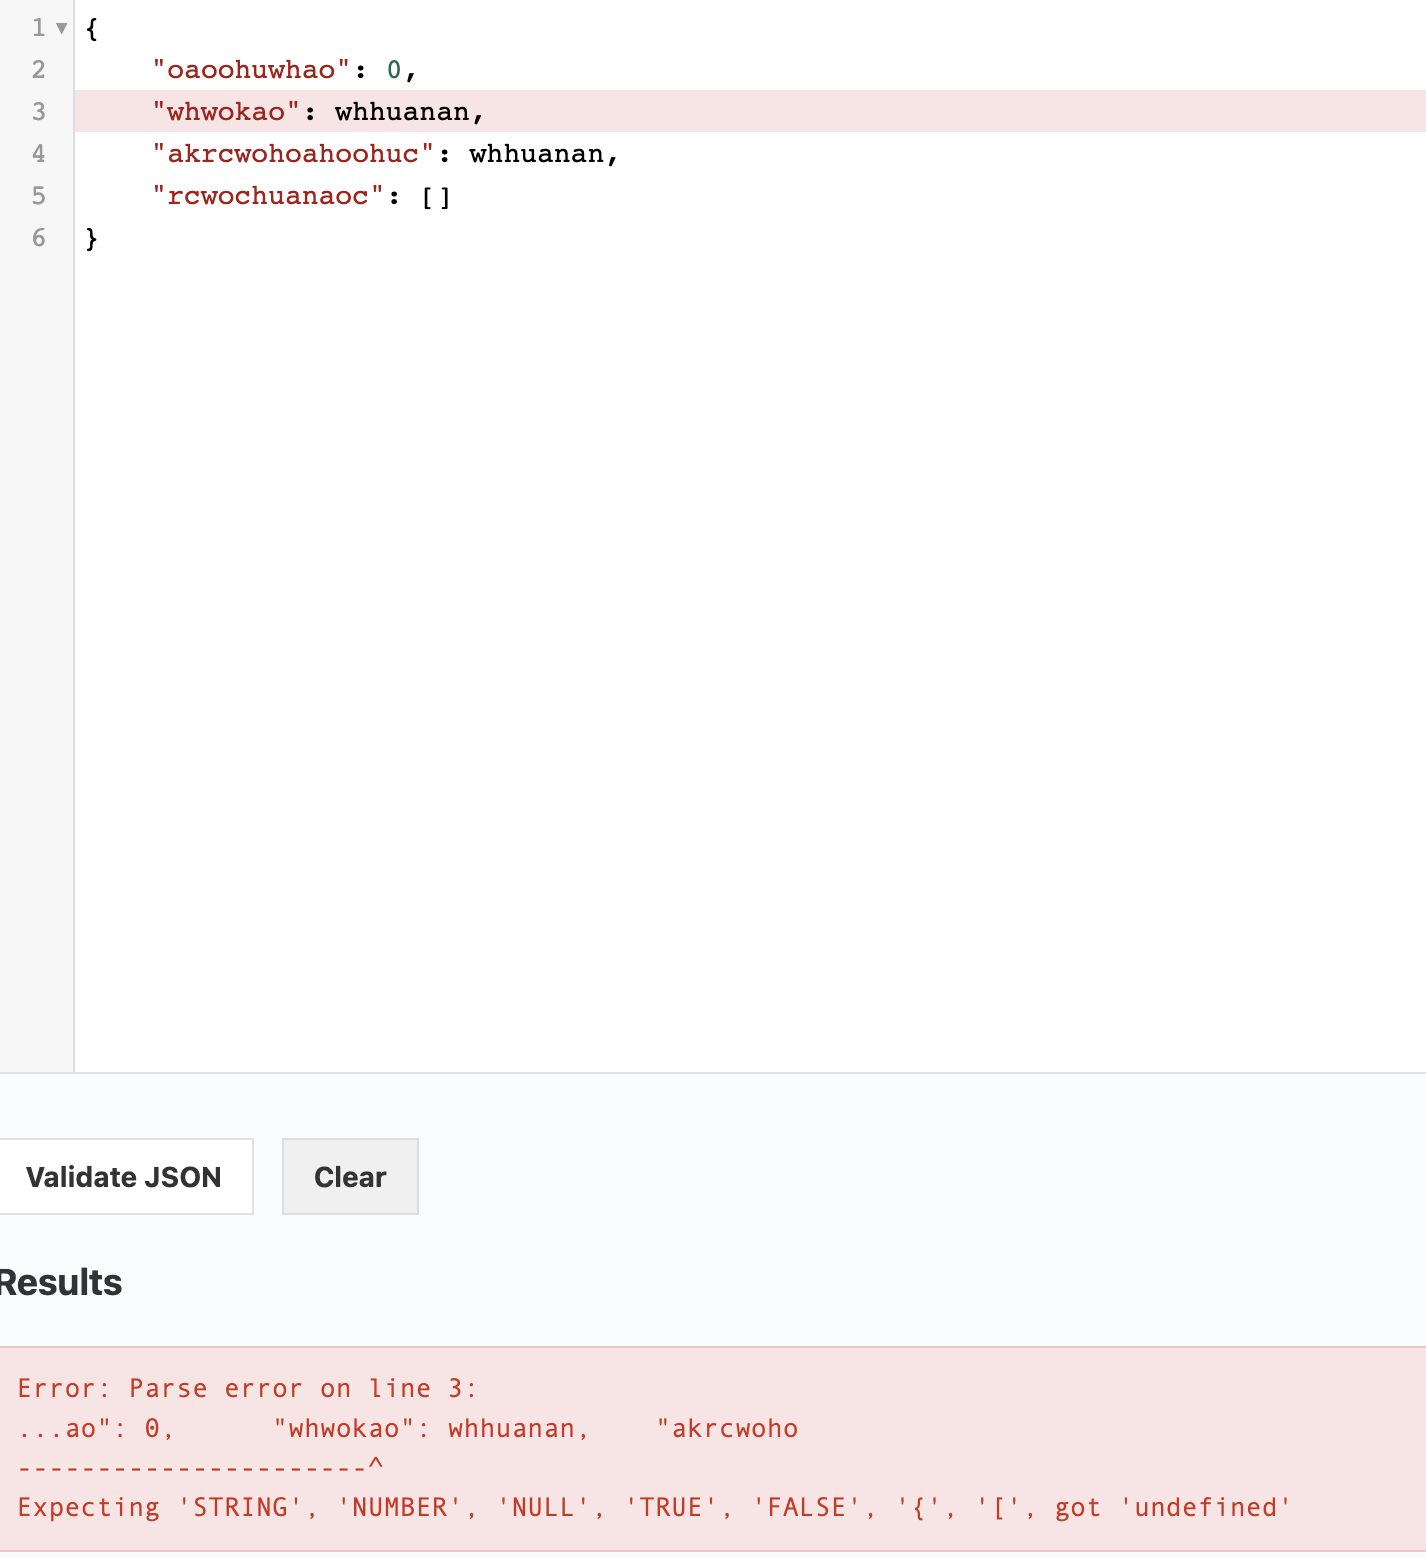 1 ▼ {
2 "oaoohuwhao": 0,
3 "whwokao": whhuanan,
4 "akrcwohoahoohuc": whhuanan,
5 "rcwochuanaoc": []
6 }
Validate JSON Clear
Results
Error: Parse error on line 3:
...ao": 0, "whwokao": whhuanan, "akrcwoho
----------------------^
Expecting 'STRING', 'NUMBER', 'NULL', 'TRUE', 'FALSE', '{', '[', got 'undefined'